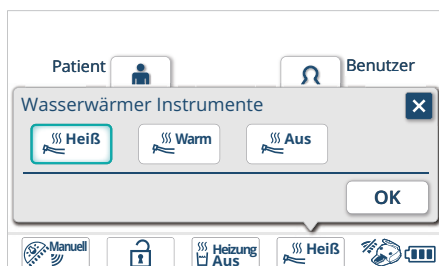 Patient
Benutzer
Wasserwärmer Instrumente
Heiß
Warm
Aus
OK
Manuell
Heizung
Aus
Heiß